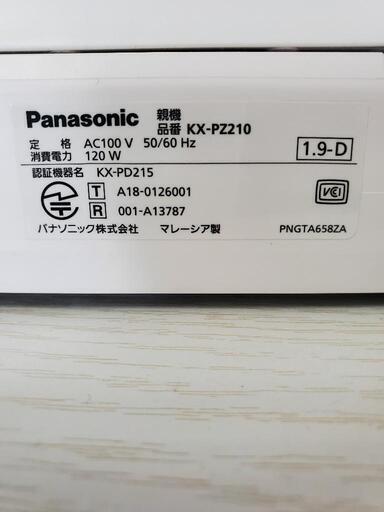 Panasonic 親機 品番 KX-PZ210
定 格 AC100 V 50/60 Hz
消費電力 120 W
1.9-D
認証機器名 KX-PD215
T A18-0126001
R 001-A13787
VCI
パナソニック株式会社 マレーシア製 PNGTA658ZA